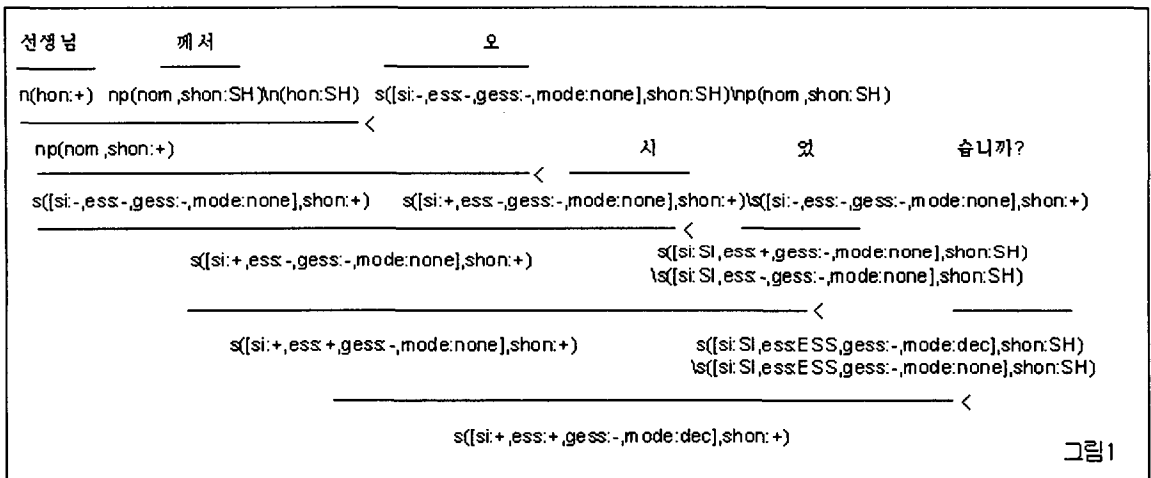 선생님 께서 오
n(hon:+) np(nom,shon:SH)\n(hon:SH) s([si:-,ess:-,gess:-,mode:none],shon:SH)\np(nom,shon:SH)
<
np(nom,shon:+) 시 었 습니까?
<
s([si:-,ess:-,gess:-,mode:none],shon:+) s([si:+,ess:-,gess:-,mode:none],shon:+)\s([si:-,ess:-,gess:-,mode:none],shon:+)
<
s([si:+,ess:-,gess:-,mode:none],shon:+) s([si:SI,ess:+,gess:-,mode:none],shon:SH)
\s([si:SI,ess:-,gess:-,mode:none],shon:SH)
<
s([si:+,ess:+,gess:-,mode:none],shon:+) s([si:SI,ess:ESS,gess:-,mode:dec],shon:SH)
\s([si:SI,ess:ESS,gess:-,mode:none],shon:SH)
<
s([si:+,ess:+,gess:-,mode:dec],shon:+)
그림1